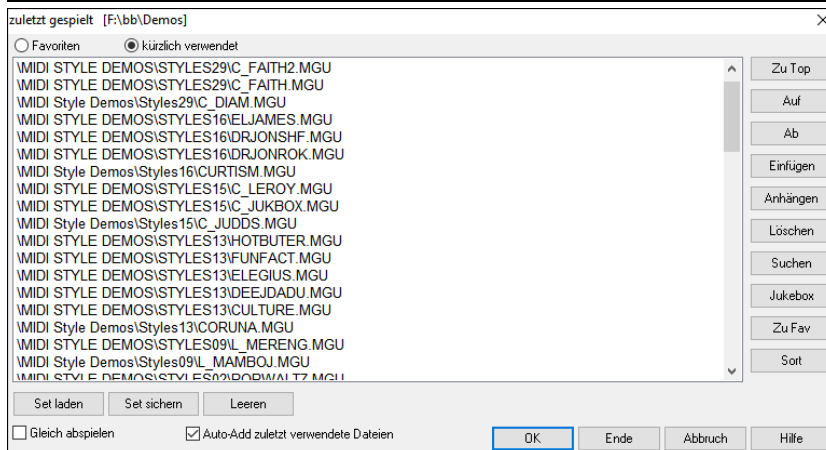 zuletzt gespielt [F:\bb\Demos]
Favoriten kürzlich verwendet
\MIDI STYLE DEMOS\STYLES29\C_FAITH2.MGU
\MIDI STYLE DEMOS\STYLES29\C_FAITH.MGU
\MIDI Style Demos\Styles29\C_DIAM.MGU
\MIDI STYLE DEMOS\STYLES16\ELJAMES.MGU
\MIDI STYLE DEMOS\STYLES16\DRJONSHF.MGU
\MIDI STYLE DEMOS\STYLES16\DRJONROK.MGU
\MIDI Style Demos\Styles16\CURTISM.MGU
\MIDI STYLE DEMOS\STYLES15\C_LEROY.MGU
\MIDI STYLE DEMOS\STYLES15\C_JUKBOX.MGU
\MIDI Style Demos\Styles15\C_JUDDS.MGU
\MIDI STYLE DEMOS\STYLES13\HOTBUTER.MGU
\MIDI STYLE DEMOS\STYLES13\FUNFACT.MGU
\MIDI STYLE DEMOS\STYLES13\ELEGIUS.MGU
\MIDI STYLE DEMOS\STYLES13\DEEJDADU.MGU
\MIDI STYLE DEMOS\STYLES13\CULTURE.MGU
\MIDI Style Demos\Styles13\CORUNA.MGU
\MIDI STYLE DEMOS\STYLES09\L_MERENG.MGU
\MIDI Style Demos\Styles09\L_MAMBOJ.MGU
\MIDI STYLE DEMOS\STYLES02\POPWALTZ.MGU
Zu Top
Auf
Ab
Einfügen
Anhängen
Löschen
Suchen
Jukebox
Zu Fav
Sort
Set laden Set sichern Leeren
Gleich abspielen Auto-Add zuletzt verwendete Dateien OK Ende Abbruch Hilfe